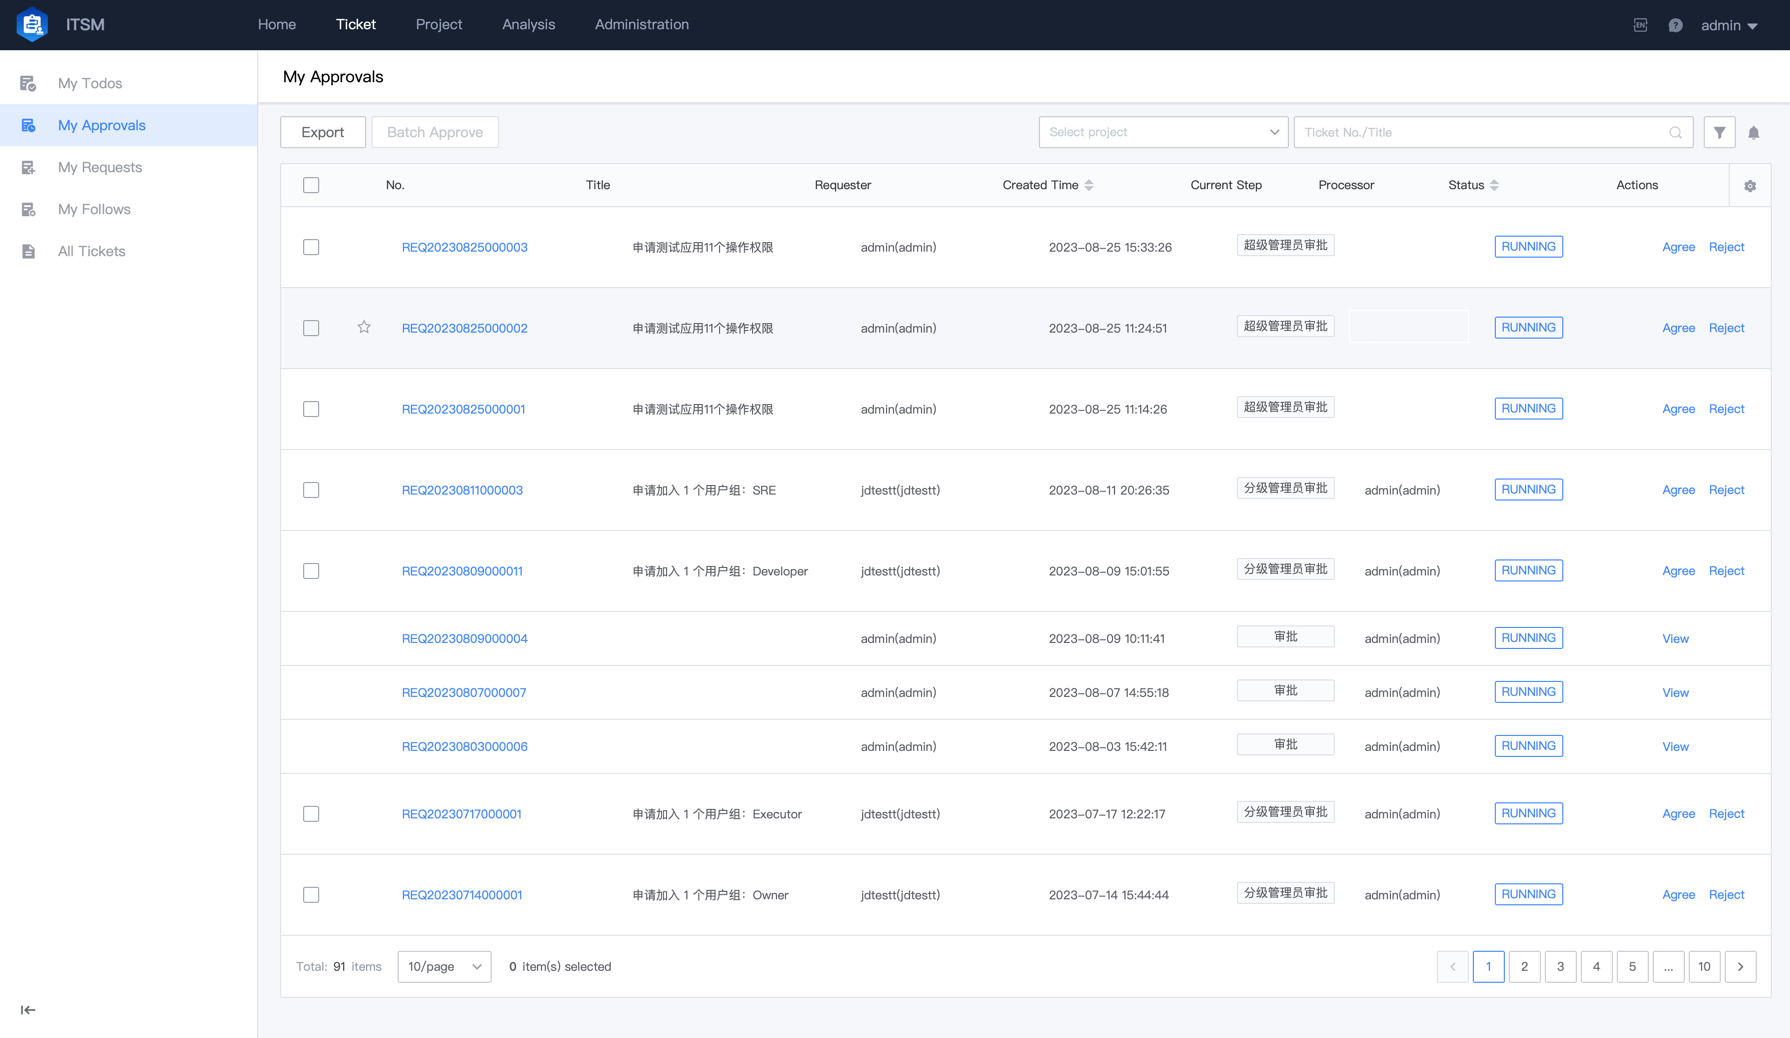 ITSM
Home Ticket Project Analysis Administration
EN ? admin
My Todos
My Approvals
My Requests
My Follows
All Tickets
My Approvals
Export Batch Approve Select project Ticket No./Title
No. Title Requester Created Time Current Step Processor Status Actions
REQ20230825000003 申请测试应用11个操作权限 admin(admin) 2023-08-25 15:33:26 超级管理员审批 RUNNING Agree Reject
REQ20230825000002 申请测试应用11个操作权限 admin(admin) 2023-08-25 11:24:51 超级管理员审批 RUNNING Agree Reject
REQ20230825000001 申请测试应用11个操作权限 admin(admin) 2023-08-25 11:14:26 超级管理员审批 RUNNING Agree Reject
REQ20230811000003 申请加入 1 个用户组：SRE jdtestt(jdtestt) 2023-08-11 20:26:35 分级管理员审批 admin(admin) RUNNING Agree Reject
REQ20230809000011 申请加入 1 个用户组：Developer jdtestt(jdtestt) 2023-08-09 15:01:55 分级管理员审批 admin(admin) RUNNING Agree Reject
REQ20230809000004 admin(admin) 2023-08-09 10:11:41 审批 admin(admin) RUNNING View
REQ20230807000007 admin(admin) 2023-08-07 14:55:18 审批 admin(admin) RUNNING View
REQ20230803000006 admin(admin) 2023-08-03 15:42:11 审批 admin(admin) RUNNING View
REQ20230717000001 申请加入 1 个用户组：Executor jdtestt(jdtestt) 2023-07-17 12:22:17 分级管理员审批 admin(admin) RUNNING Agree Reject
REQ20230714000001 申请加入 1 个用户组：Owner jdtestt(jdtestt) 2023-07-14 15:44:44 分级管理员审批 admin(admin) RUNNING Agree Reject
Total: 91 items 10/page 0 item(s) selected 1 2 3 4 5 ... 10